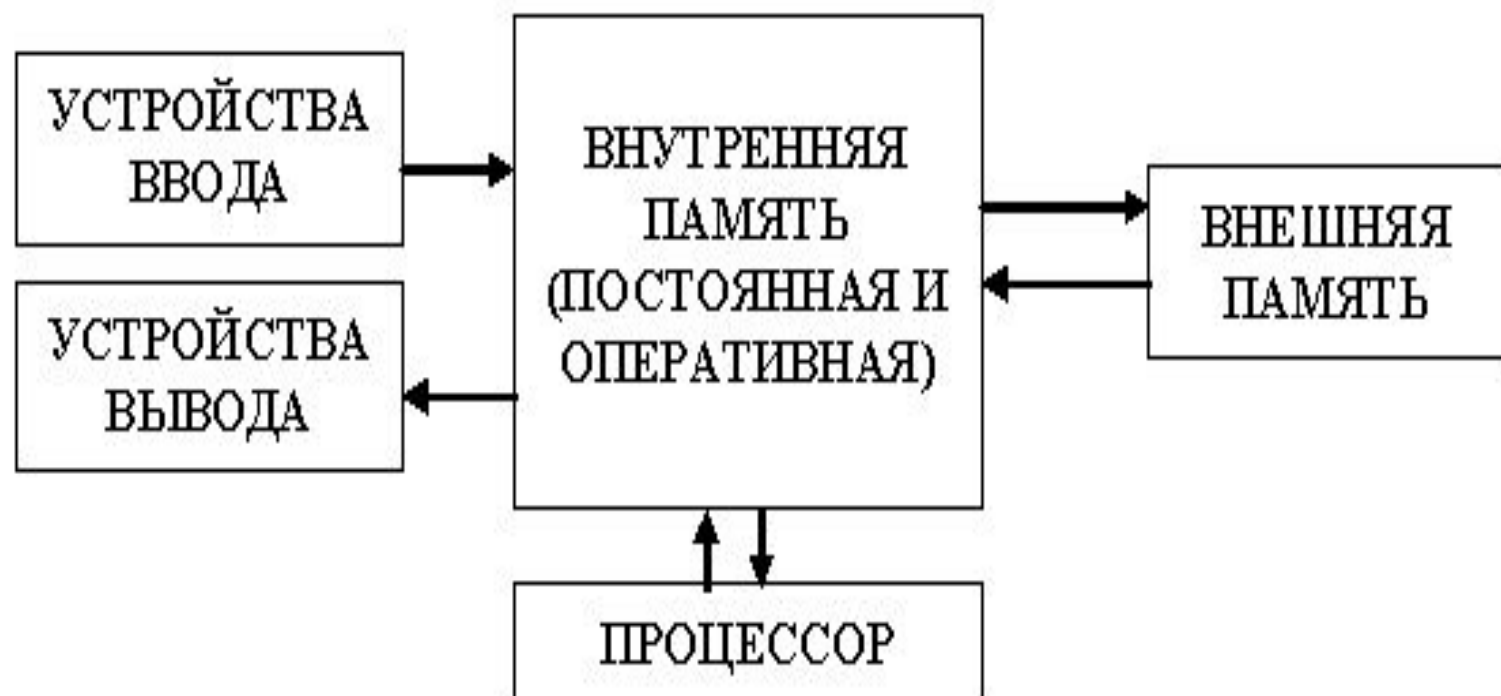 УСТРОЙСТВА
ВВОДА
УСТРОЙСТВА
ВЫВОДА
ВНУТРЕННЯЯ
ПАМЯТЬ
(ПОСТОЯННАЯ И
ОПЕРАТИВНАЯ)
ВНЕШНЯЯ
ПАМЯТЬ
ПРОЦЕССОР